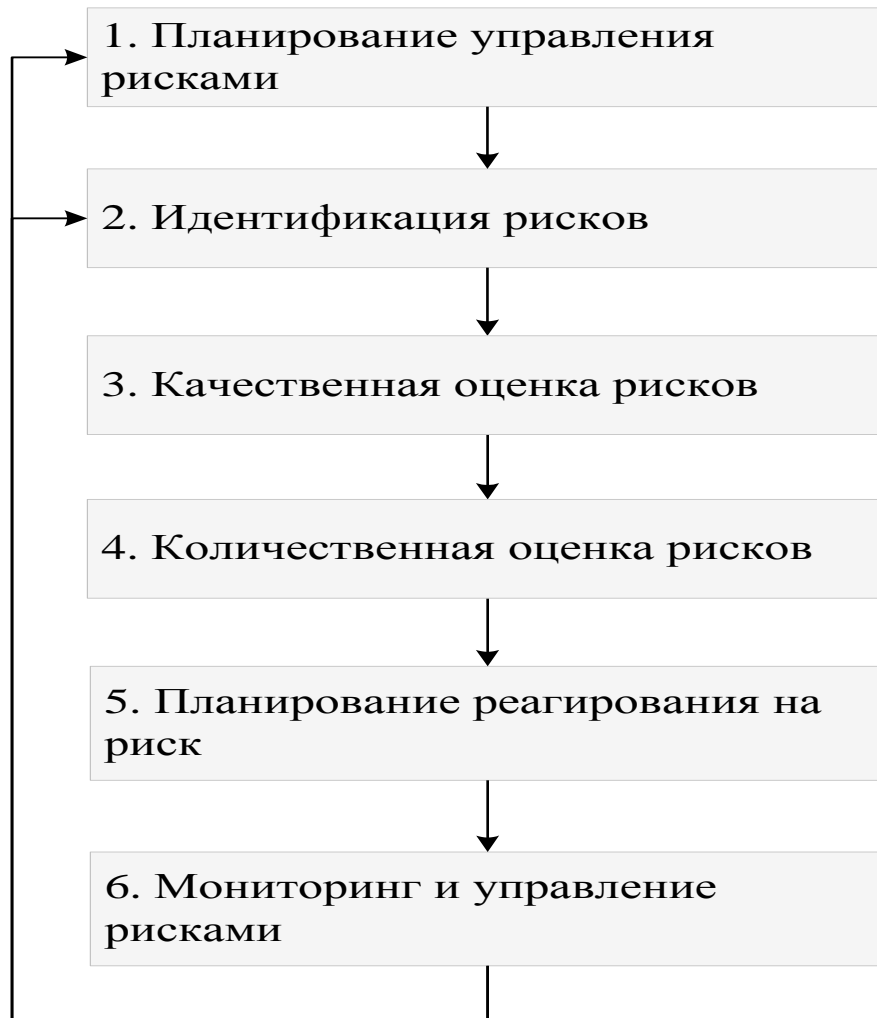 1. Планирование управления
рисками
2. Идентификация рисков
3. Качественная оценка рисков
4. Количественная оценка рисков
5. Планирование реагирования на
риск
6. Мониторинг и управление
рисками